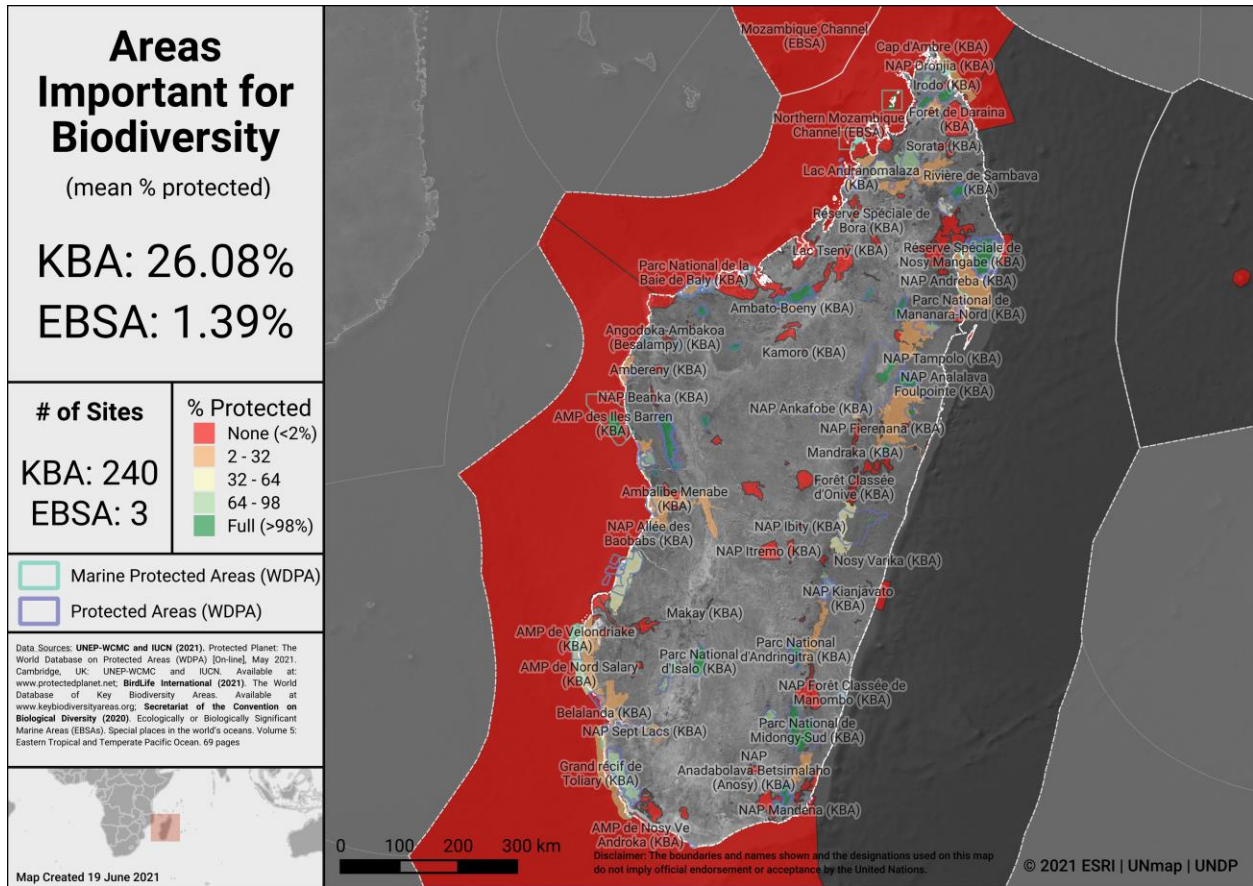 Areas
Important for
Biodiversity
(mean % protected)
KBA: 26.08%
EBSA: 1.39%
# of Sites
KBA: 240
EBSA: 3
% Protected
None (<2%)
2 - 32
32 - 64
64 - 98
Full (>98%)
Marine Protected Areas (WDPA)
Protected Areas (WDPA)
Data Sources: UNEP-WCMC and IUCN (2021). Protected Planet: The
World Database on Protected Areas (WDPA) [On-line], May 2021.
Cambridge, UK: UNEP-WCMC and IUCN. Available at:
www.protectedplanet.net; BirdLife International (2021). The World
Database of Key Biodiversity Areas. Available at
www.keybiodiversityareas.org; Secretariat of the Convention on
Biological Diversity (2020). Ecologically or Biologically Significant
Marine Areas (EBSAs). Special places in the world's oceans. Volume 5:
Eastern Tropical and Temperate Pacific Ocean. 69 pages
Map Created 19 June 2021
Mozambique Channel
(EBSA)
Cap d'Ambre (KBA)
NAP Oronjia (KBA)
Irodo (KBA)
Forêt de Daraina
(KBA)
Northern Mozambique
Channel (EBSA)
Sorata (KBA)
Lac Andranomalaza
(KBA)
Rivière de Sambava
(KBA)
Réserve Spéciale de
Bora (KBA)
Lac Tseny (KBA)
Réserve Spéciale de
Nosy Mangabe (KBA)
Parc National de la
Baie de Baly (KBA)
NAP Andreba (KBA)
Ambato-Boeny (KBA)
Parc National de
Mananara-Nord (KBA)
Angodoka-Ambakoa
(Besalampy) (KBA)
Kamoro (KBA)
NAP Tampolo (KBA)
Ambereny (KBA)
NAP Analalava
Foulpointe (KBA)
NAP Beanka (KBA)
NAP Ankafobe (KBA)
AMP des Iles Barren
(KBA)
NAP Fierenana (KBA)
Mandraka (KBA)
Forêt Classée
d'Onive (KBA)
Ambalibe Menabe
(KBA)
NAP Allée des
Baobabs (KBA)
NAP Ibity (KBA)
NAP Itremo (KBA)
Nosy Varika (KBA)
NAP Kianjavato
(KBA)
Makay (KBA)
AMP de Velondriake
(KBA)
Parc National
d'Andringitra (KBA)
Parc National
d'Isalo (KBA)
AMP de Nord Salary
(KBA)
NAP Forêt Classée de
Manombo (KBA)
Belalanda (KBA)
NAP Sept Lacs (KBA)
Parc National de
Midongy-Sud (KBA)
NAP
Anadabolava-Betsimalaho
(Anosy) (KBA)
Grand récif de
Toliary (KBA)
NAP Mandena (KBA)
AMP de Nosy Ve
Androka (KBA)
0 100 200 300 km
Disclaimer: The boundaries and names shown and the designations used on this map
do not imply official endorsement or acceptance by the United Nations.
© 2021 ESRI | UNmap | UNDP